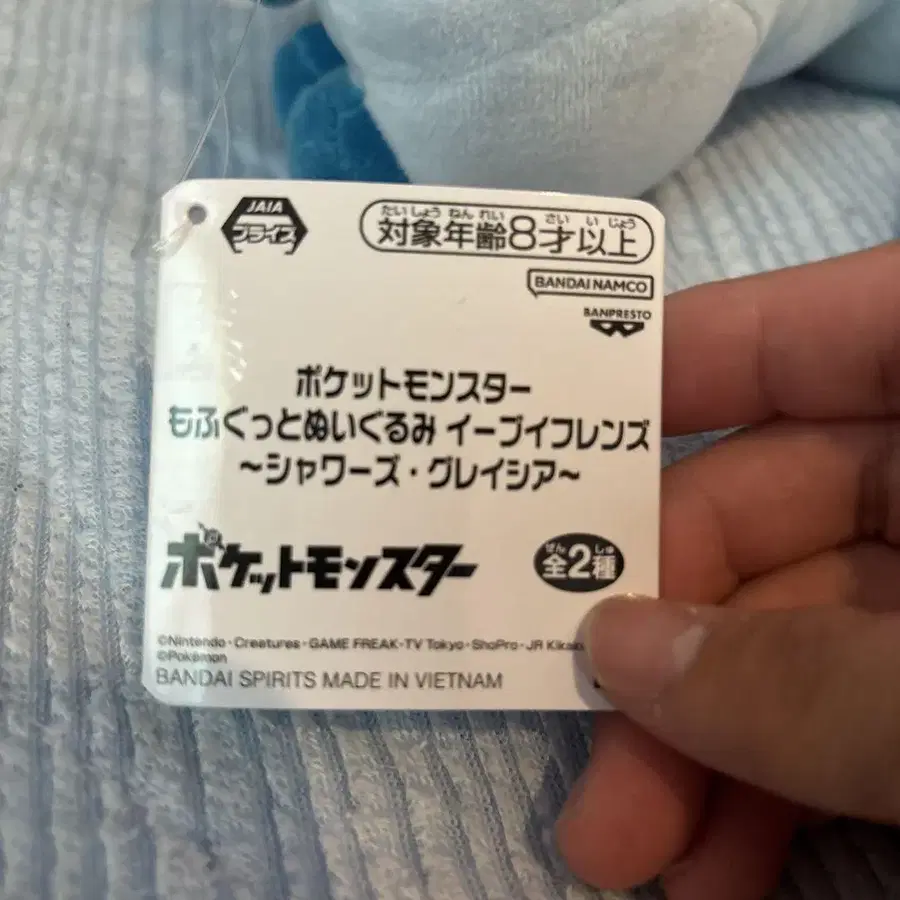 JAIA
プライズ
たいしょう ねん れい さい い じょう
対象年齢8才以上
BANDAI NAMCO
BANPRESTO
ポケットモンスター
もふぐっとぬいぐるみ イーブイフレンズ
~シャワーズ・グレイシア~
ポケットモンスター
ぜん しゅ
全2種
©Nintendo・Creatures・GAME FREAK・TV Tokyo・ShoPro・JR Kikaku
©Pokémon
BANDAI SPIRITS MADE IN VIETNAM